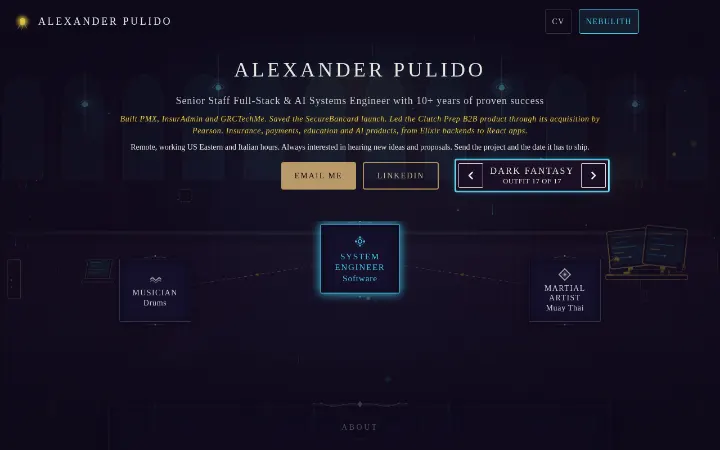 ALEXANDER PULIDO
CV
NEBULITH
ALEXANDER PULIDO
Senior Staff Full-Stack & AI Systems Engineer with 10+ years of proven success
Built PMX, InsurAdmin and GRCTechMe. Saved the SecureBancard launch. Led the Clutch Prep B2B product through its acquisition by
Pearson. Insurance, payments, education and AI products, from Elixir backends to React apps.
Remote, working US Eastern and Italian hours. Always interested in hearing new ideas and proposals. Send the project and the date it has to ship.
EMAIL ME
LINKEDIN
DARK FANTASY
OUTFIT 17 OF 17
SYSTEM
ENGINEER
Software
MUSICIAN
Drums
MARTIAL
ARTIST
Muay Thai
ABOUT